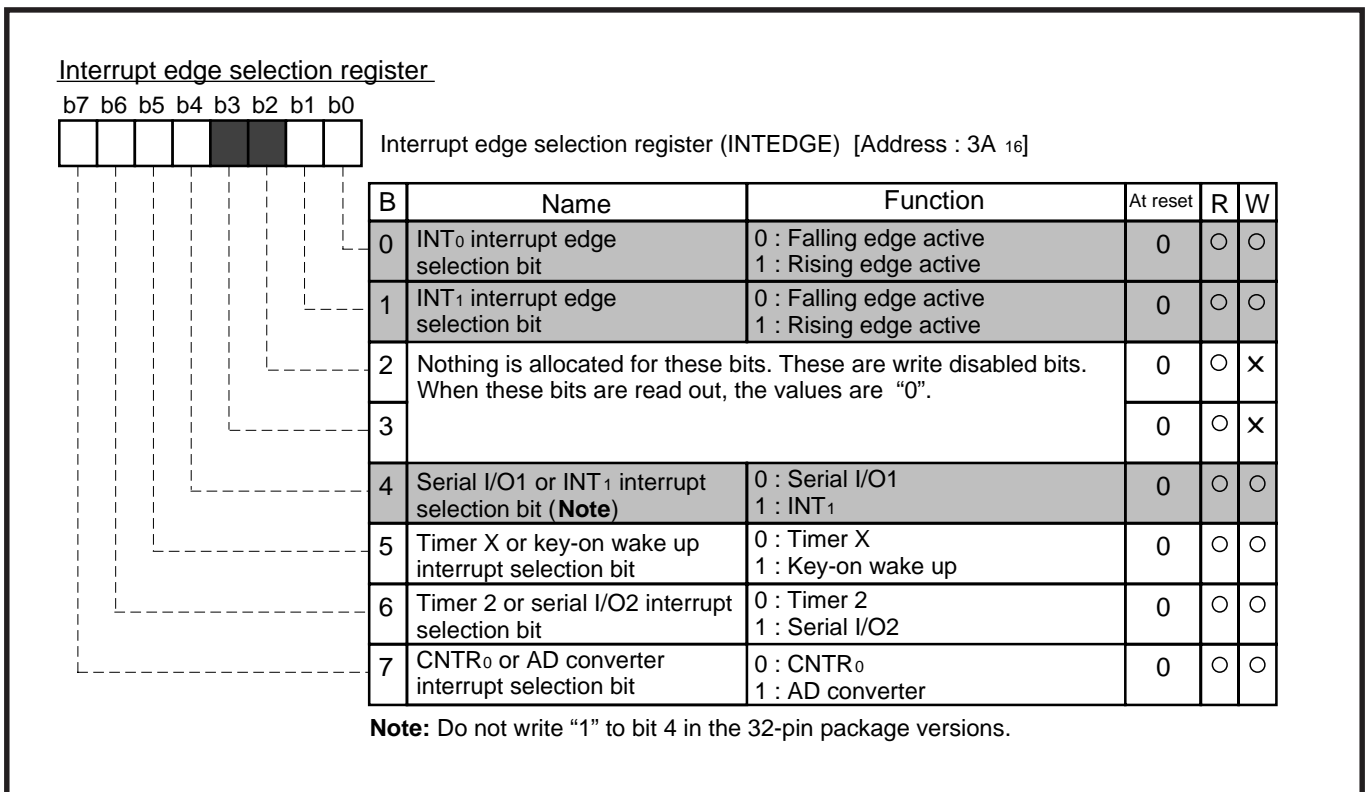 Interrupt edge selection register
b7 b6 b5 b4 b3 b2 b1 b0
Interrupt edge selection register (INTEDGE) [Address : 3A 16]
B Name Function At reset R W
0 INT0 interrupt edge 0 : Falling edge active 0 ○ ○
selection bit 1 : Rising edge active
1 INT1 interrupt edge 0 : Falling edge active 0 ○ ○
selection bit 1 : Rising edge active
2 Nothing is allocated for these bits. These are write disabled bits. 0 ○ ×
When these bits are read out, the values are “0”.
3 0 ○ ×
4 Serial I/O1 or INT1 interrupt 0 : Serial I/O1 0 ○ ○
selection bit (Note) 1 : INT1
5 Timer X or key-on wake up 0 : Timer X 0 ○ ○
interrupt selection bit 1 : Key-on wake up
6 Timer 2 or serial I/O2 interrupt 0 : Timer 2 0 ○ ○
selection bit 1 : Serial I/O2
7 CNTR0 or AD converter 0 : CNTR0 0 ○ ○
interrupt selection bit 1 : AD converter
Note: Do not write “1” to bit 4 in the 32-pin package versions.